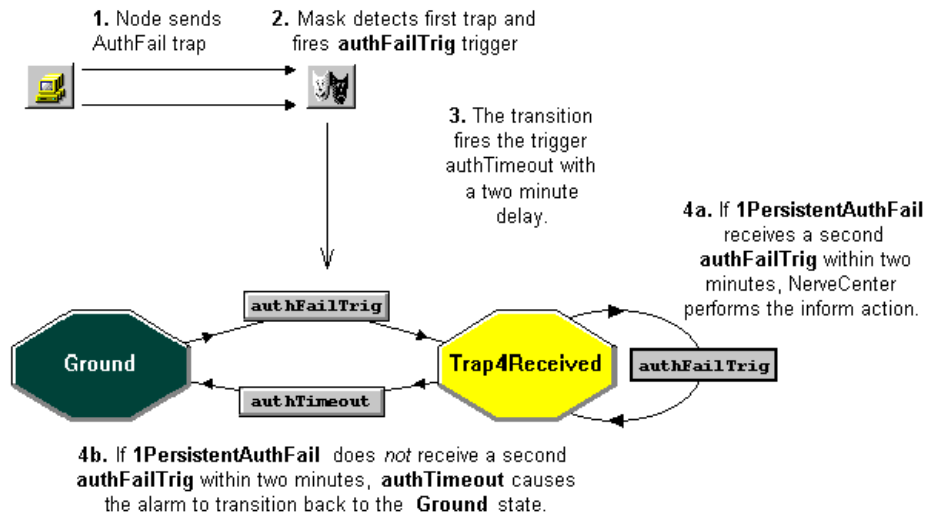 1. Node sends
AuthFail trap
2. Mask detects first trap and
fires authFailTrig trigger
3. The transition
fires the trigger
authTimeout with
a two minute
delay.
4a. If 1PersistentAuthFail
receives a second
authFailTrig within two
minutes, NerveCenter
performs the inform action.
authFailTrig
Ground
Trap4Received
authFailTrig
authTimeout
4b. If 1PersistentAuthFail does not receive a second
authFailTrig within two minutes, authTimeout causes
the alarm to transition back to the Ground state.